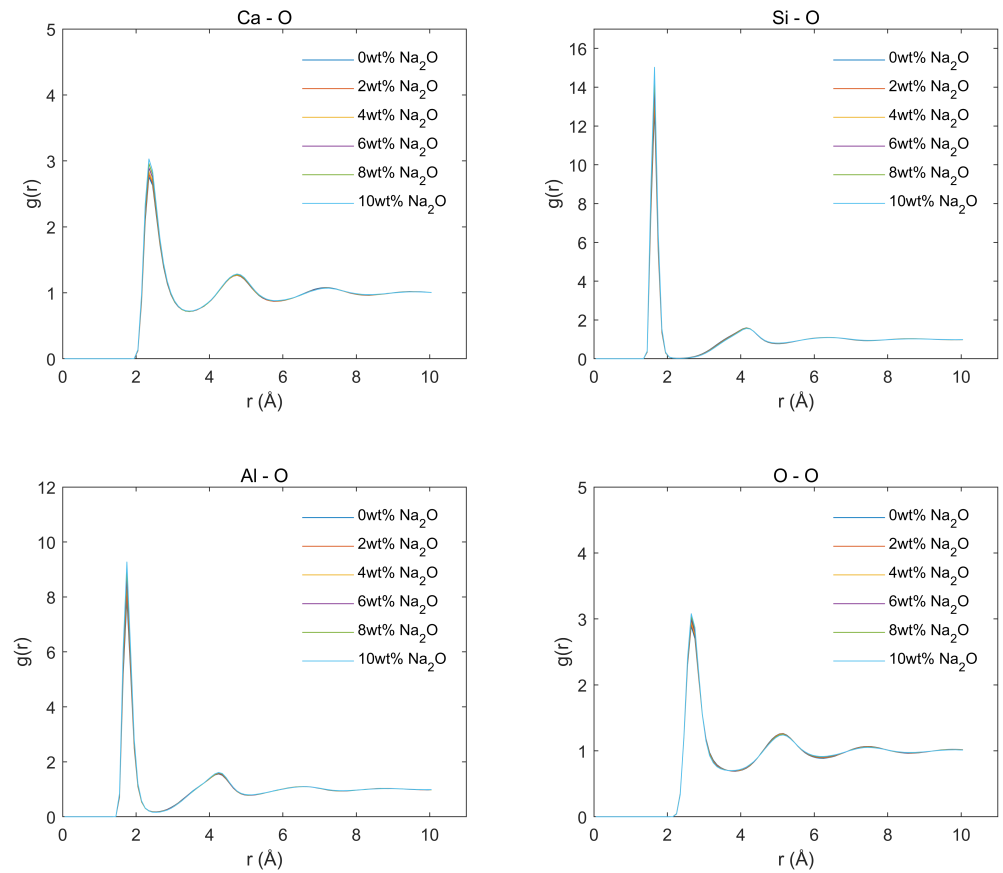 Ca - O
5
4
3
2
1
0
g(r)
0wt% Na₂O
2wt% Na₂O
4wt% Na₂O
6wt% Na₂O
8wt% Na₂O
10wt% Na₂O
0 2 4 6 8 10
r (Å)
Si - O
16
14
12
10
8
6
4
2
0
g(r)
0wt% Na₂O
2wt% Na₂O
4wt% Na₂O
6wt% Na₂O
8wt% Na₂O
10wt% Na₂O
0 2 4 6 8 10
r (Å)
Al - O
12
10
8
6
4
2
0
g(r)
0wt% Na₂O
2wt% Na₂O
4wt% Na₂O
6wt% Na₂O
8wt% Na₂O
10wt% Na₂O
0 2 4 6 8 10
r (Å)
O - O
5
4
3
2
1
0
g(r)
0wt% Na₂O
2wt% Na₂O
4wt% Na₂O
6wt% Na₂O
8wt% Na₂O
10wt% Na₂O
0 2 4 6 8 10
r (Å)